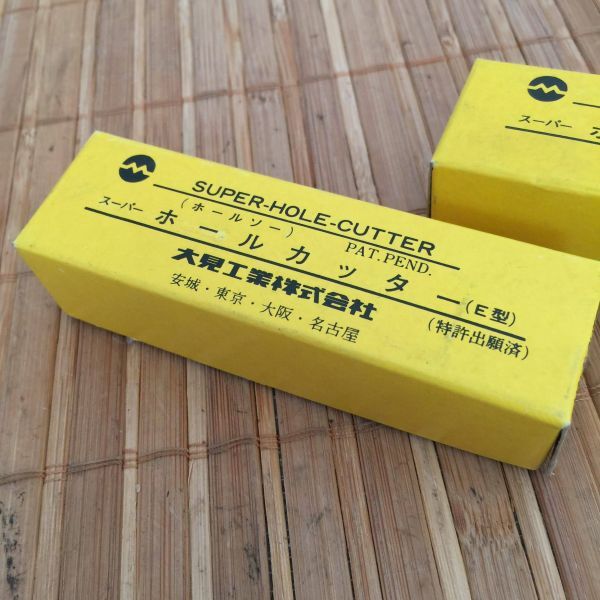 SUPER-HOLE-CUTTER
(ホールソー) PAT.PEND.
スーパー ホールカッター(E型)
大見工業株式会社 (特許出願済)
安城・東京・大阪・名古屋
スーパー ホ